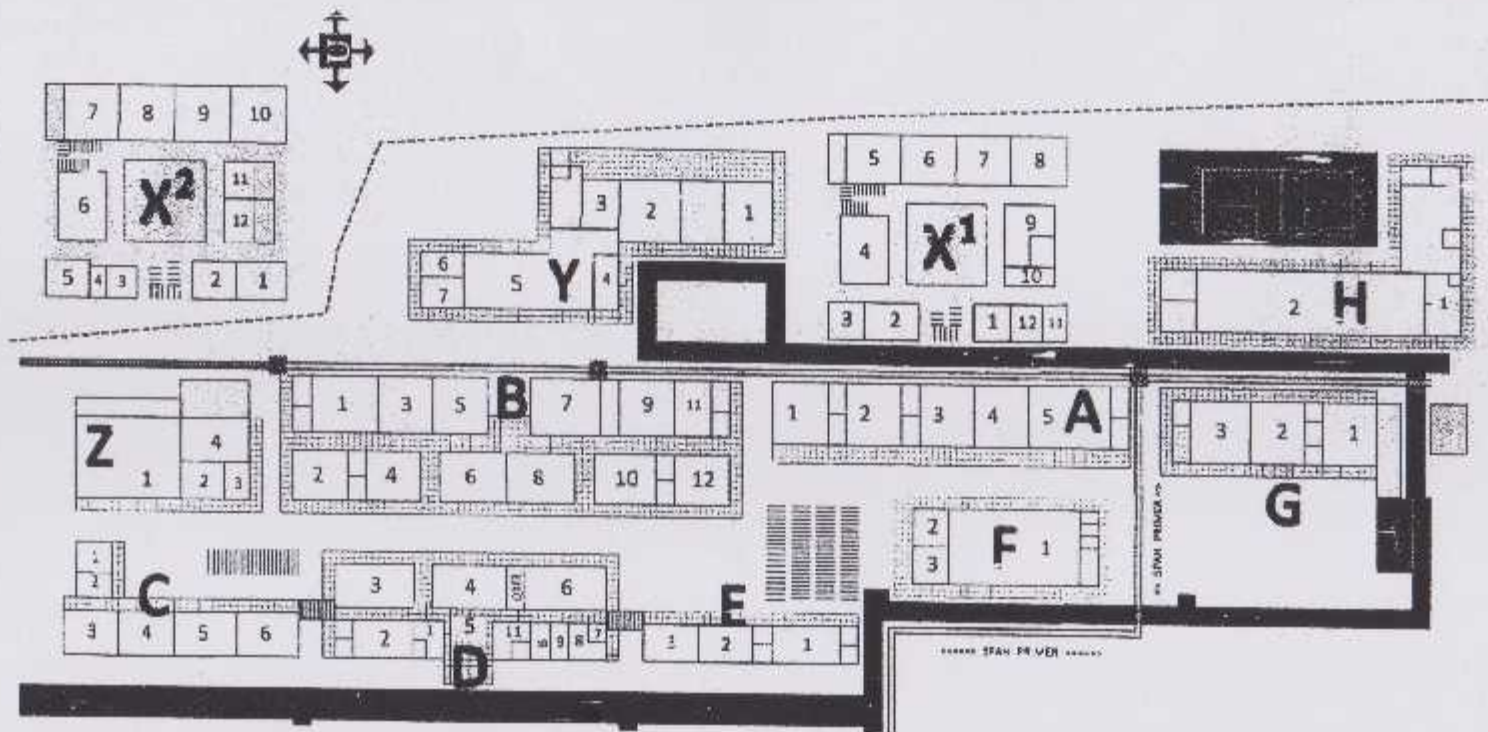 7 8 9 10
6 X² 11
12
5 4 3 2 1
3 2 1
6 5 Y 4
7
5 6 7 8
4 X¹ 9
10
3 2 1 12 11
2 H 1
1 3 5 B 7 9 11
1 2 3 4 5 A
3 2 1
G
Z 4
1 2 3
2 4 6 8 10 12
2 F 1
3
1
2
C
3 4 5 6
3 4 6
2 1 5 11 9 8 7
D
E
1 2 1